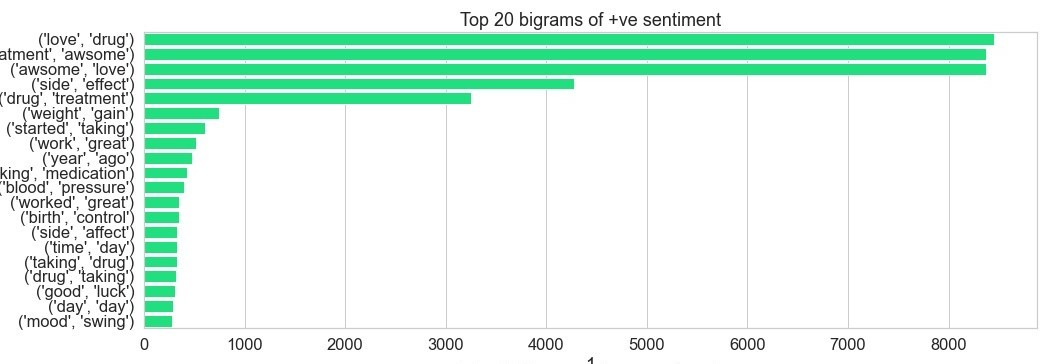 Top 20 bigrams of +ve sentiment
('love', 'drug')
atment', 'awsome')
('awsome', 'love')
('side', 'effect')
('drug', 'treatment')
('weight', 'gain')
('started', 'taking')
('work', 'great')
('year', 'ago')
king', 'medication')
('blood', 'pressure')
('worked', 'great')
('birth', 'control')
('side', 'affect')
('time', 'day')
('taking', 'drug')
('drug', 'taking')
('good', 'luck')
('day', 'day')
('mood', 'swing')
0 1000 2000 3000 4000 5000 6000 7000 8000
1